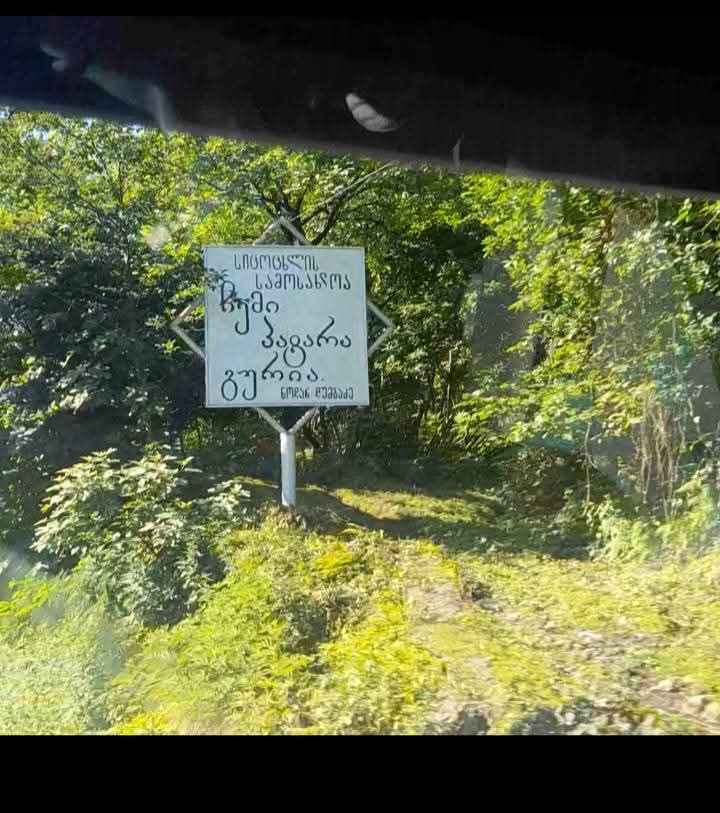 სიცოცხლის
სამოსახლოა
ჩემი
პატარა
გურია.
ნოდარ დუმბაძე